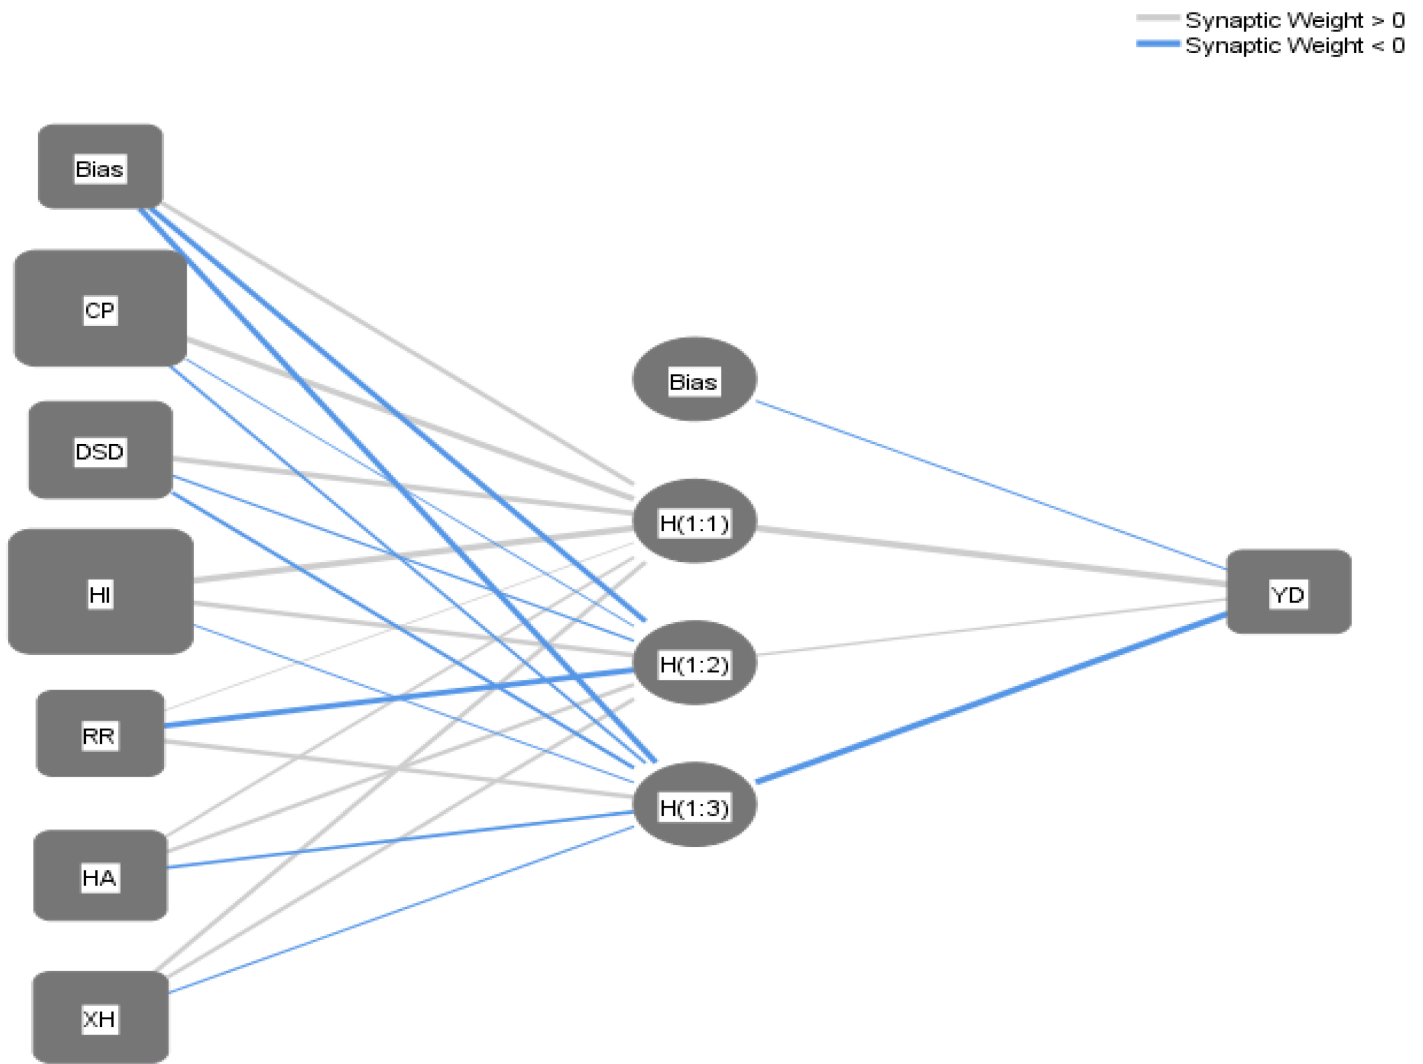 Synaptic Weight > 0
Synaptic Weight < 0
Bias
CP
DSD
HI
RR
HA
XH
Bias
H(1:1)
H(1:2)
H(1:3)
YD